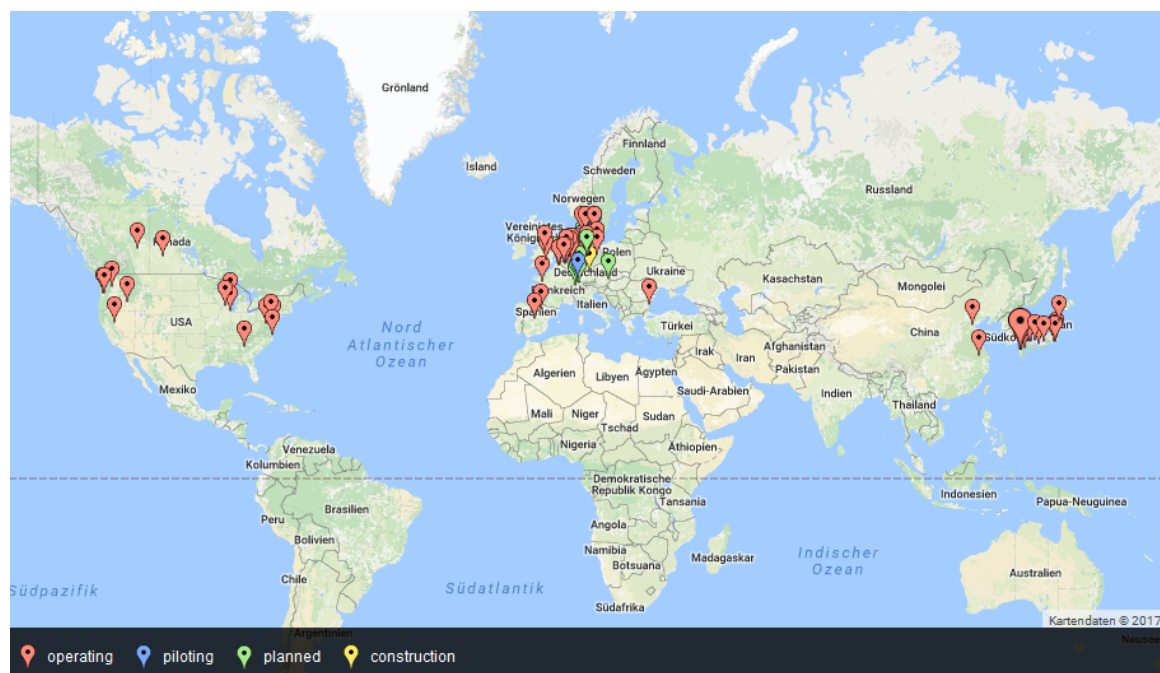 Grönland
Island
Finnland
Schweden
Norwegen
Russland
Vereinigtes
Königreich
Kanada
Polen
Deutschland
Ukraine
Kasachstan
Mongolei
Frankreich
Italien
Spanien
USA
Türkei
China
Südkorea
Japan
Nord
Atlantischer
Ozean
Afghanistan
Irak
Iran
Pakistan
Algerien
Libyen
Ägypten
Saudi-Arabien
Indien
Mexiko
Thailand
Mali
Niger
Sudan
Tschad
Nigeria
Äthiopien
Venezuela
Kolumbien
Demokratische
Republik Kongo
Indonesien
Papua-Neuguinea
Tansania
Brasilien
Peru
Angola
Bolivien
Namibia
Botsuana
Madagaskar
Indischer
Ozean
Australien
Chile
Südpazifik
Südatlantik
Südafrika
Kartendaten © 2017
Argentinien
Neusee
operating piloting planned construction